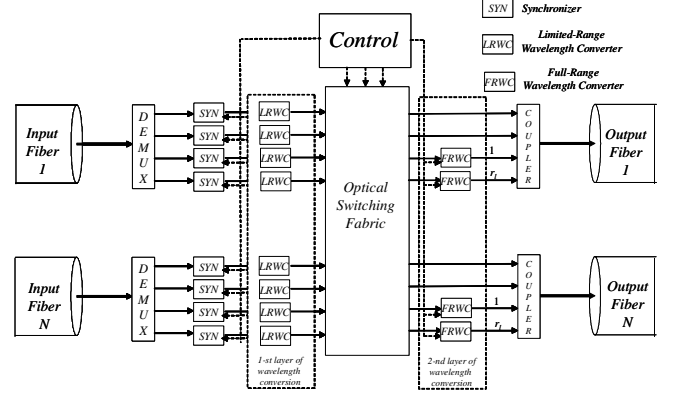 SYN
Synchronizer
Control
LRWC
Limited-Range
Wavelength Converter
FRWC
Full-Range
Wavelength Converter
Input
Fiber
1
D
E
M
U
X
SYN
SYN
SYN
SYN
LRWC
LRWC
LRWC
LRWC
Optical
Switching
Fabric
FRWC
1
FRWC
r₁
C
O
U
P
L
E
R
Output
Fiber
1
Input
Fiber
N
D
E
M
U
X
SYN
SYN
SYN
SYN
LRWC
LRWC
LRWC
LRWC
FRWC
1
FRWC
r₁
C
O
U
P
L
E
R
Output
Fiber
N
1-st layer of
wavelength
conversion
2-nd layer of
wavelength
conversion